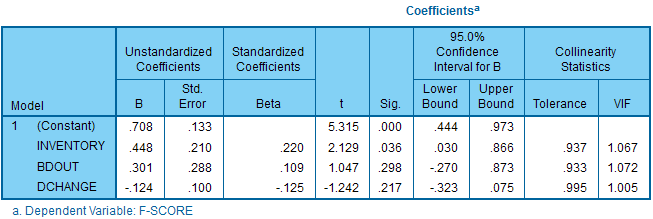 Coefficientsa
Model Unstandardized Coefficients Standardized Coefficients t Sig. 95.0% Confidence Interval for B Collinearity Statistics
B Std. Error Beta Lower Bound Upper Bound Tolerance VIF
1 (Constant) .708 .133 5.315 .000 .444 .973
INVENTORY .448 .210 .220 2.129 .036 .030 .866 .937 1.067
BDOUT .301 .288 .109 1.047 .298 -.270 .873 .933 1.072
DCHANGE -.124 .100 -.125 -1.242 .217 -.323 .075 .995 1.005
a. Dependent Variable: F-SCORE